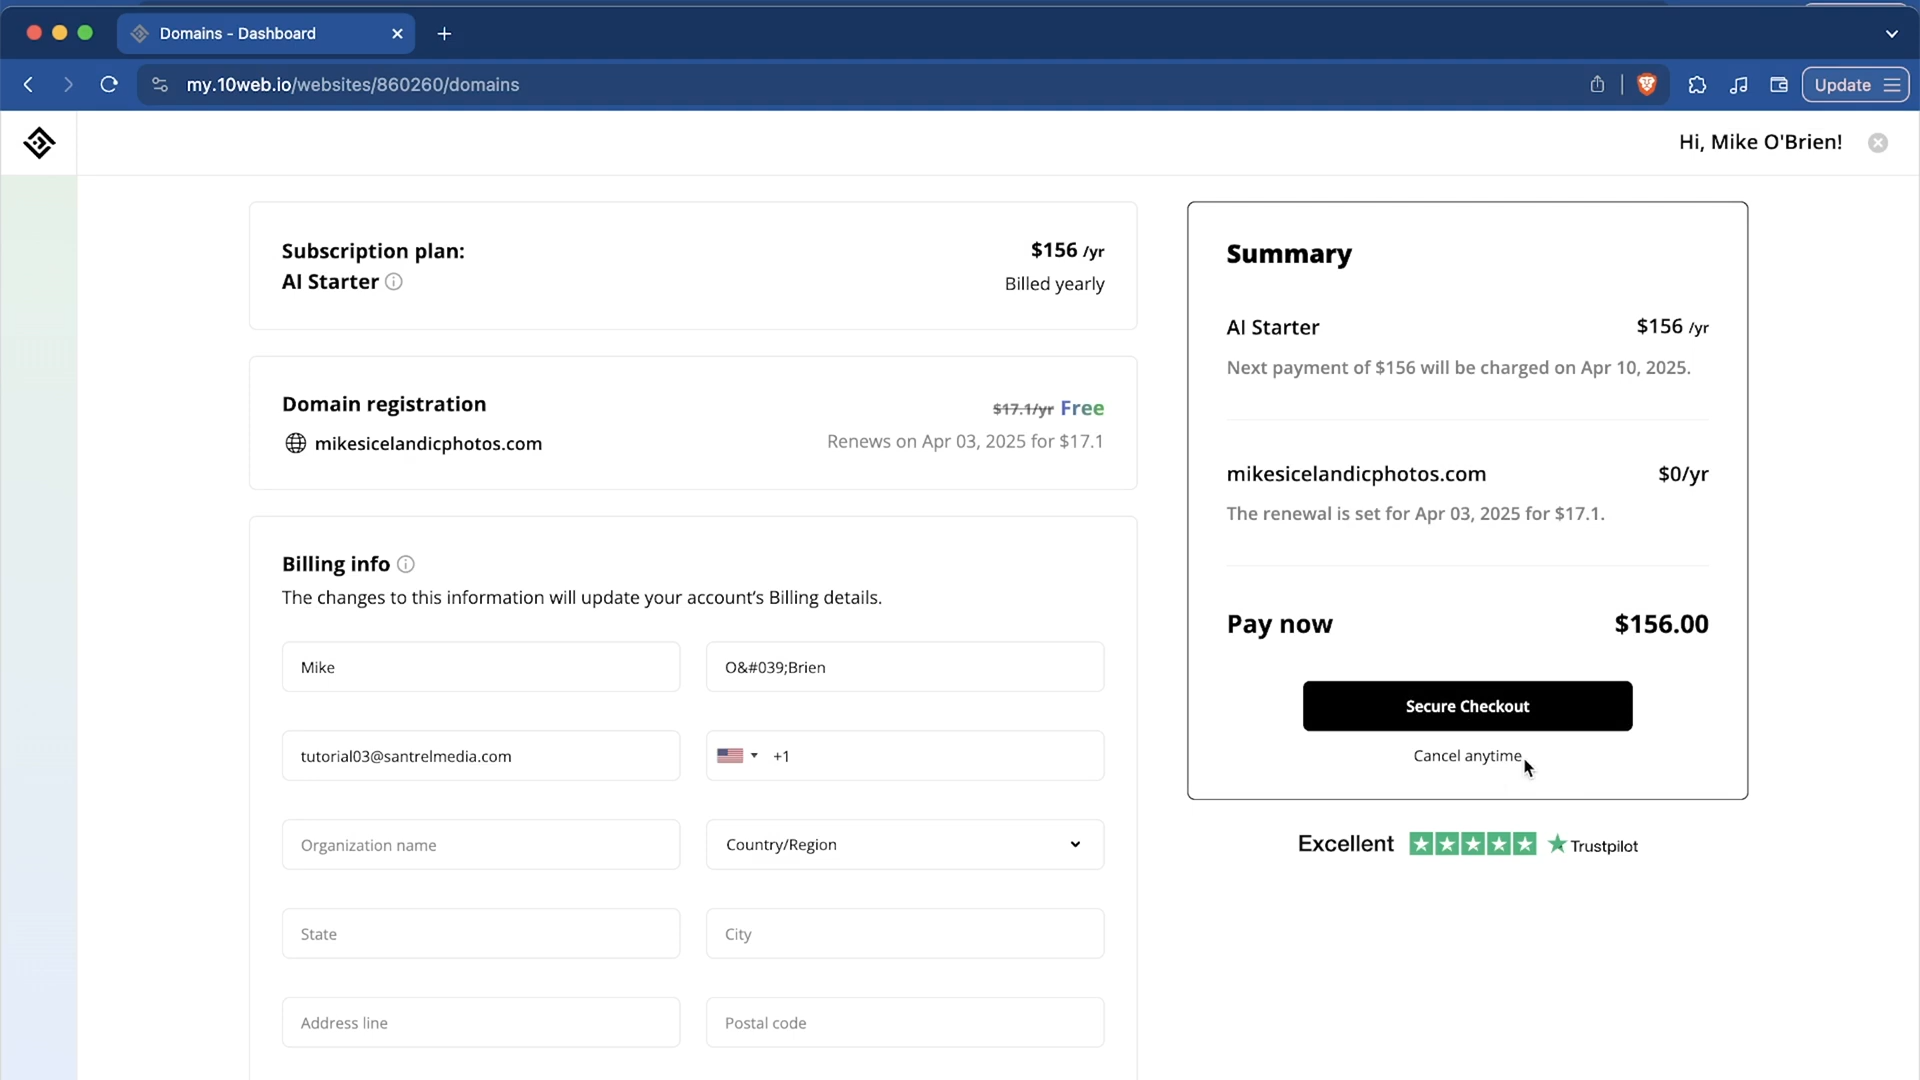 Domains - Dashboard
my.10web.io/websites/860260/domains
Update
Hi, Mike O'Brien!
Subscription plan:
AI Starter
$156 /yr
Billed yearly
Domain registration
mikesicelandicphotos.com
$17.1/yr Free
Renews on Apr 03, 2025 for $17.1
Billing info
The changes to this information will update your account's Billing details.
Mike
O&#039;Brien
tutorial03@santrelmedia.com
+1
Organization name
Country/Region
State
City
Address line
Postal code
Summary
AI Starter
$156 /yr
Next payment of $156 will be charged on Apr 10, 2025.
mikesicelandicphotos.com
$0/yr
The renewal is set for Apr 03, 2025 for $17.1.
Pay now
$156.00
Secure Checkout
Cancel anytime
Excellent
Trustpilot